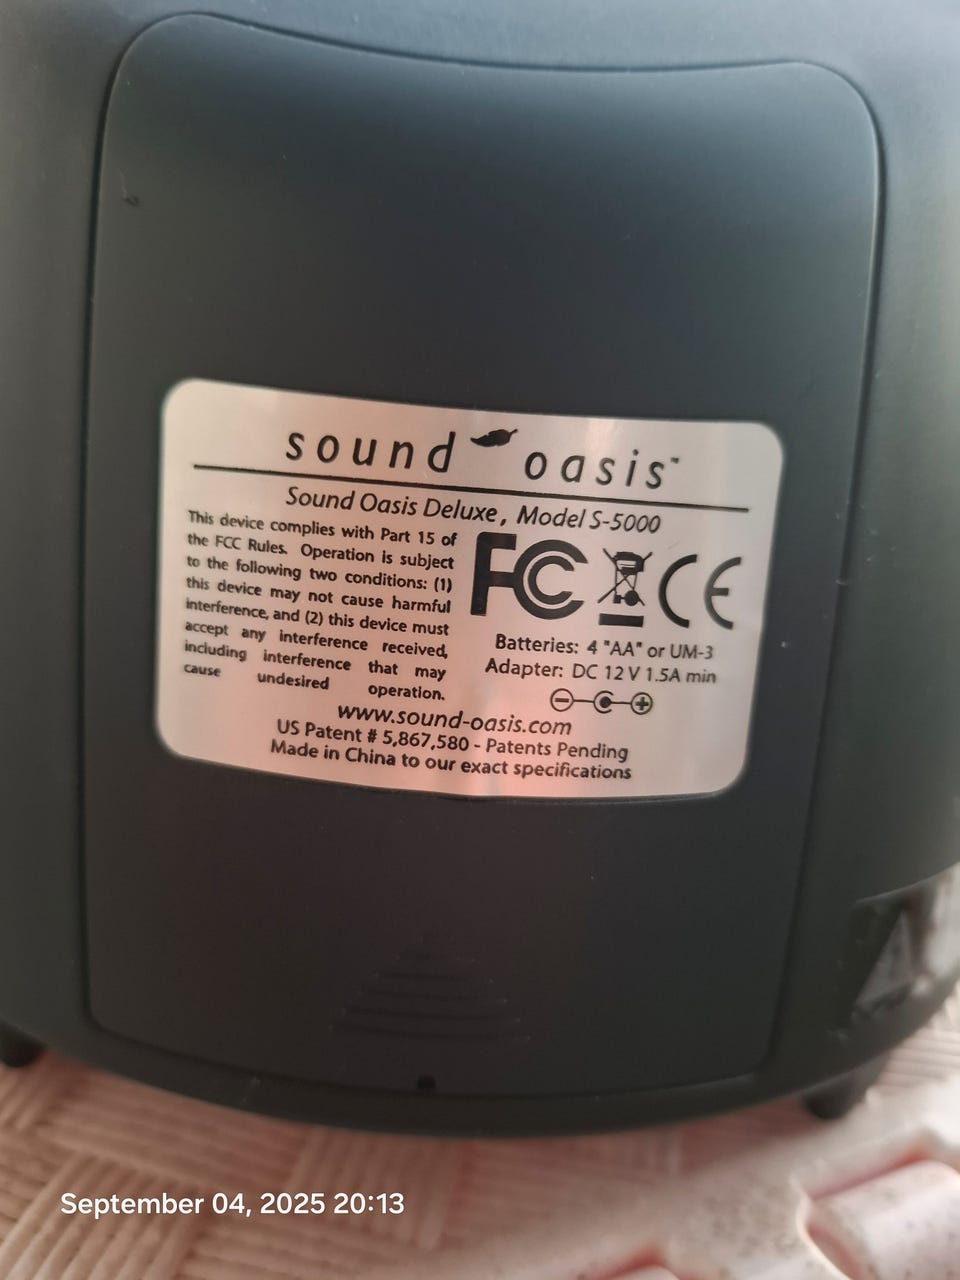 sound oasis™
Sound Oasis Deluxe, Model S-5000
This device complies with Part 15 of
the FCC Rules. Operation is subject
to the following two conditions: (1)
this device may not cause harmful
interference, and (2) this device must
accept any interference received,
including interference that may
cause undesired operation.
FC CE
Batteries: 4 "AA" or UM-3
Adapter: DC 12 V 1.5A min
www.sound-oasis.com
US Patent # 5,867,580 - Patents Pending
Made in China to our exact specifications
September 04, 2025 20:13